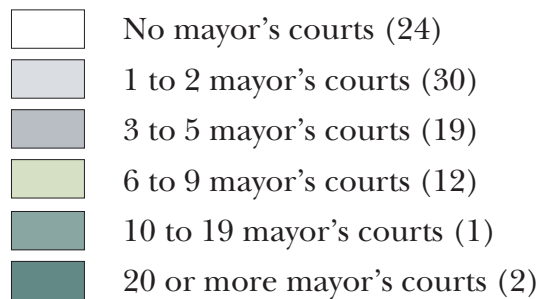 No mayor’s courts (24)
1 to 2 mayor’s courts (30)
3 to 5 mayor’s courts (19)
6 to 9 mayor’s courts (12)
10 to 19 mayor’s courts (1)
20 or more mayor’s courts (2)